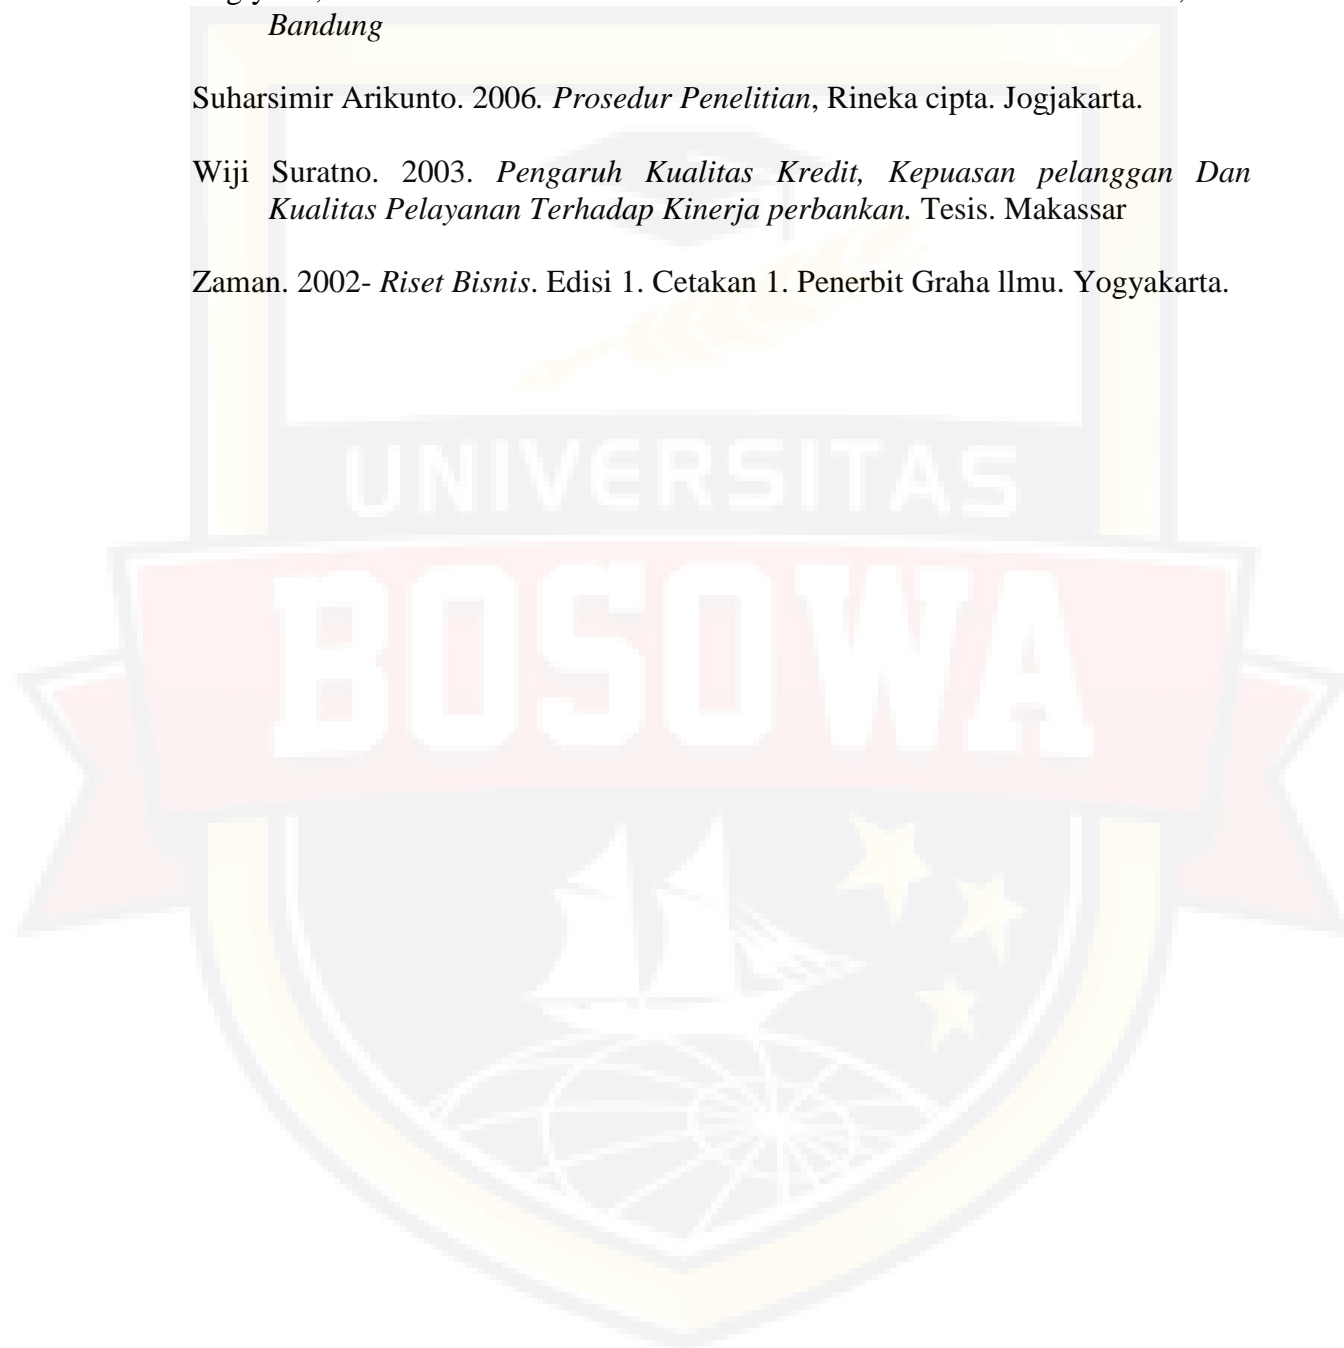 Bandung
Suharsimir Arikunto. 2006. Prosedur Penelitian, Rineka cipta. Jogjakarta.
Wiji Suratno. 2003. Pengaruh Kualitas Kredit, Kepuasan pelanggan Dan
Kualitas Pelayanan Terhadap Kinerja perbankan. Tesis. Makassar
Zaman. 2002- Riset Bisnis. Edisi 1. Cetakan 1. Penerbit Graha llmu. Yogyakarta.
UNIVERSITAS
BOSOWA